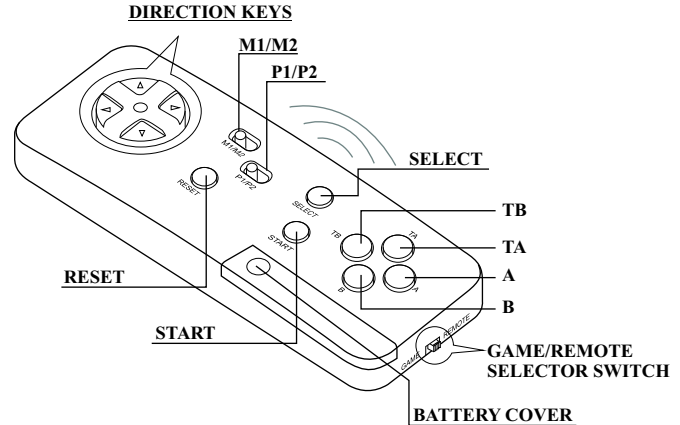 DIRECTION KEYS
M1/M2
P1/P2
M1/M2
P1/P2
SELECT
RESET
SELECT
TB
TB
TA
TA
START
RESET
A
B
A
B
START
REMOTE
GAME
GAME/REMOTE
SELECTOR SWITCH
BATTERY COVER